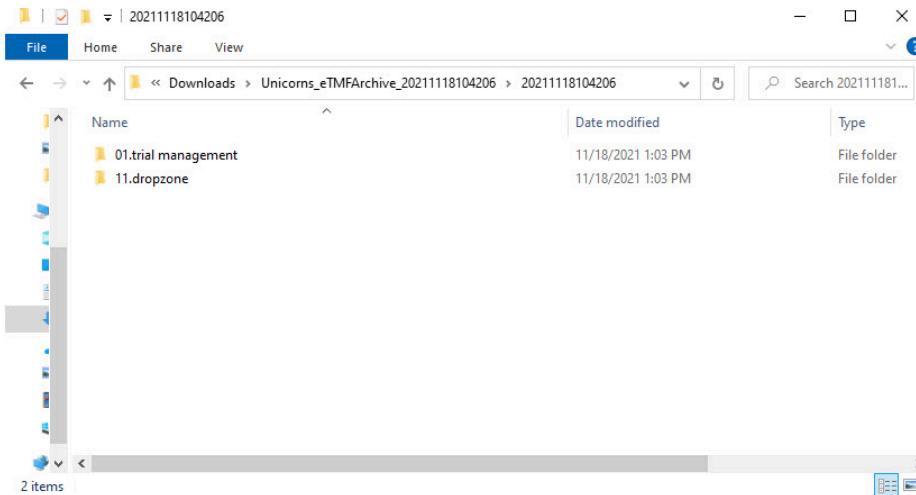 20211118104206
File Home Share View
« Downloads › Unicorns_eTMFArchive_20211118104206 › 20211118104206 Search 202111181...
Name Date modified Type
01.trial management 11/18/2021 1:03 PM File folder
11.dropzone 11/18/2021 1:03 PM File folder
2 items